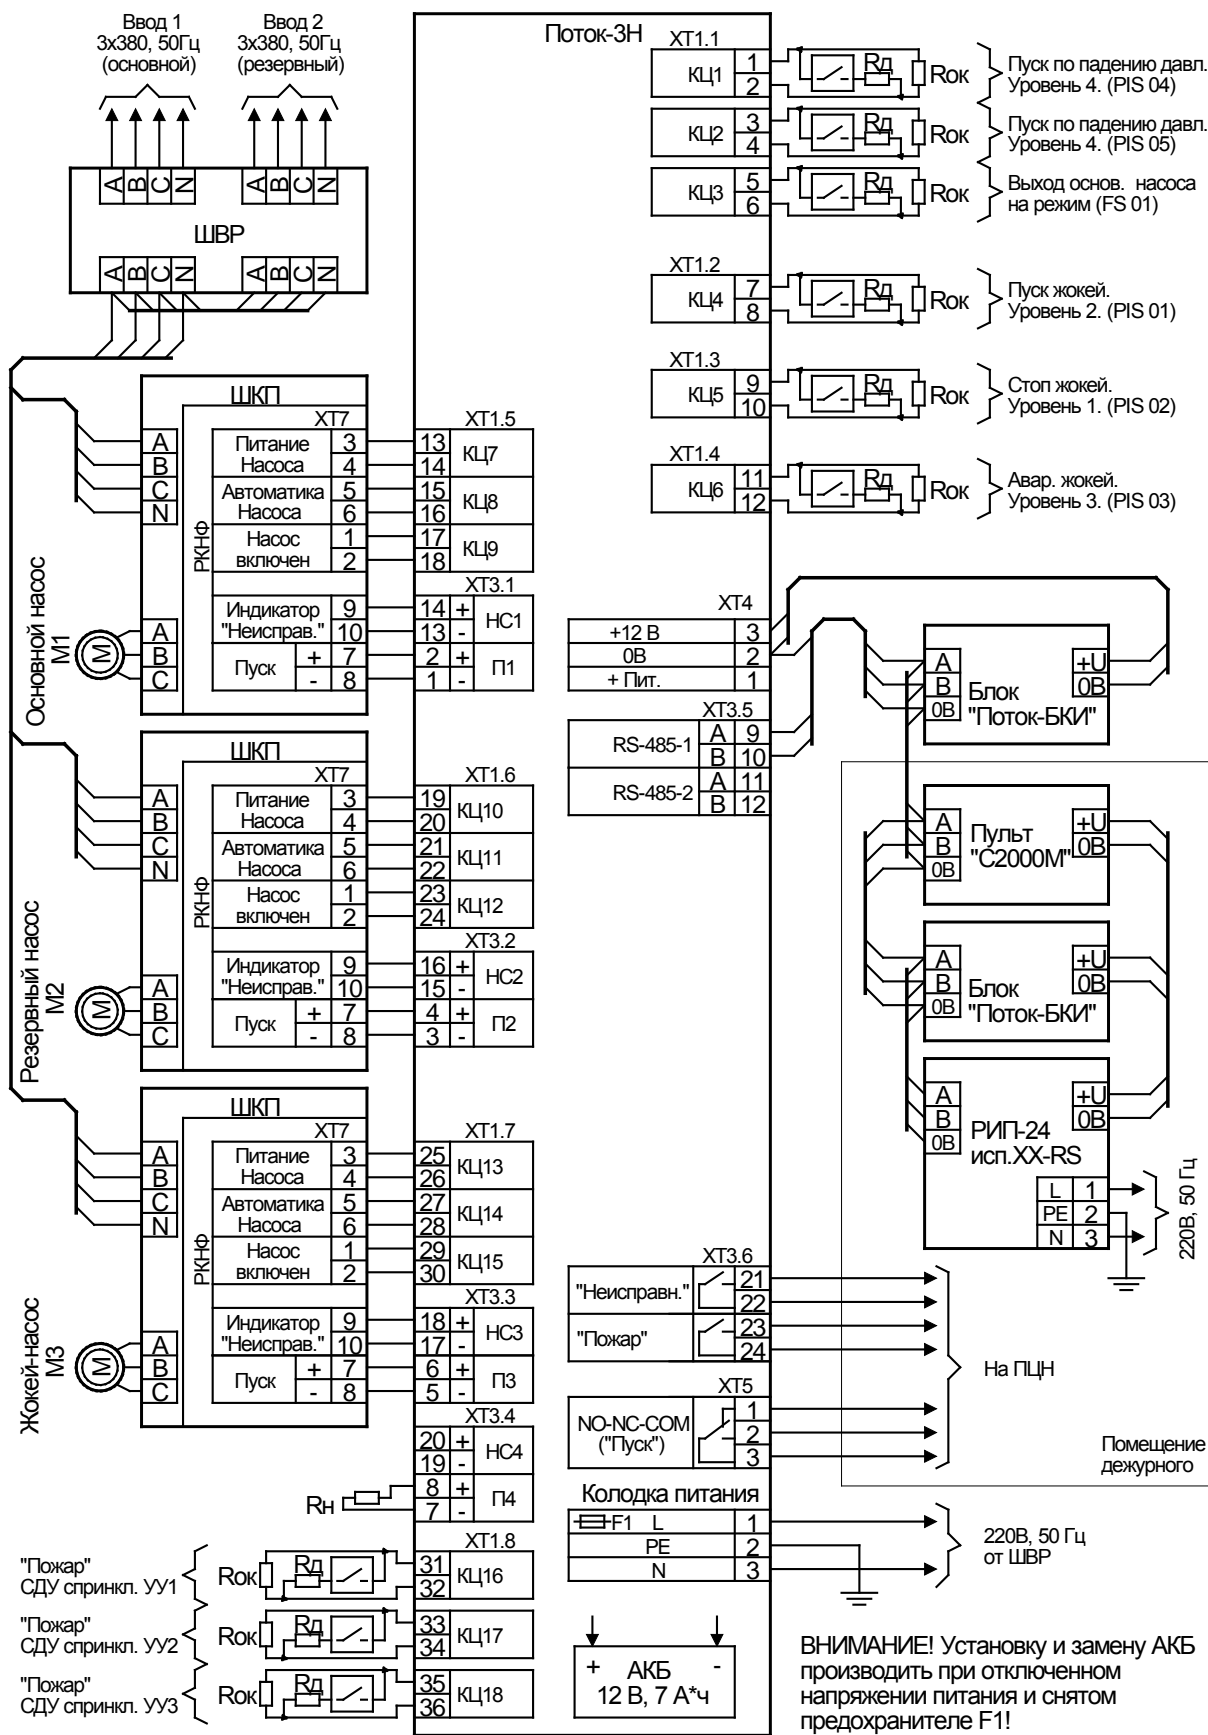 Ввод 1
3х380, 50Гц
(основной)
Ввод 2
3х380, 50Гц
(резервный)
A B C N
A B C N
ШВР
A B C N
A B C N
Поток-3Н
XT1.1
КЦ1
1
2
Rд
Rок
Пуск по падению давл.
Уровень 4. (PIS 04)
КЦ2
3
4
Rд
Rок
Пуск по падению давл.
Уровень 4. (PIS 05)
КЦ3
5
6
Rд
Rок
Выход основ. насоса
на режим (FS 01)
XT1.2
КЦ4
7
8
Rд
Rок
Пуск жокей.
Уровень 2. (PIS 01)
XT1.3
КЦ5
9
10
Rд
Rок
Стоп жокей.
Уровень 1. (PIS 02)
XT1.4
КЦ6
11
12
Rд
Rок
Авар. жокей.
Уровень 3. (PIS 03)
Основной насос
М1
М
A
B
C
N
A
B
C
ШКП
РКНФ
XT7
Питание
Насоса
3
4
Автоматика
Насоса
5
6
Насос
включен
1
2
Индикатор
"Неисправ."
9
10
Пуск
+ 7
- 8
XT1.5
13
14
КЦ7
15
16
КЦ8
17
18
КЦ9
XT3.1
14 +
13 -
НС1
2 +
1 -
П1
Резервный насос
М2
М
A
B
C
N
A
B
C
ШКП
РКНФ
XT7
Питание
Насоса
3
4
Автоматика
Насоса
5
6
Насос
включен
1
2
Индикатор
"Неисправ."
9
10
Пуск
+ 7
- 8
XT1.6
19
20
КЦ10
21
22
КЦ11
23
24
КЦ12
XT3.2
16 +
15 -
НС2
4 +
3 -
П2
Жокей-насос
М3
М
A
B
C
N
A
B
C
ШКП
РКНФ
XT7
Питание
Насоса
3
4
Автоматика
Насоса
5
6
Насос
включен
1
2
Индикатор
"Неисправ."
9
10
Пуск
+ 7
- 8
XT1.7
25
26
КЦ13
27
28
КЦ14
29
30
КЦ15
XT3.3
18 +
17 -
НС3
6 +
5 -
П3
XT3.4
20 +
19 -
НС4
8 +
7 -
П4
Rн
XT1.8
"Пожар"
СДУ спринкл. УУ1
Rок
Rд
31
32
КЦ16
"Пожар"
СДУ спринкл. УУ2
Rок
Rд
33
34
КЦ17
"Пожар"
СДУ спринкл. УУ3
Rок
Rд
35
36
КЦ18
XT4
+12 В 3
0В 2
+ Пит. 1
XT3.5
RS-485-1
A 9
B 10
RS-485-2
A 11
B 12
A
B
0В
+U
0В
Блок
"Поток-БКИ"
A
B
0В
+U
0В
Пульт
"С2000М"
A
B
0В
+U
0В
Блок
"Поток-БКИ"
A
B
0В
+U
0В
РИП-24
исп.XX-RS
L 1
PE 2
N 3
220В, 50 Гц
XT3.6
"Неисправн."
21
22
"Пожар"
23
24
XT5
NO-NC-COM
("Пуск")
1
2
3
На ПЦН
Помещение
дежурного
Колодка питания
F1 L 1
PE 2
N 3
220В, 50 Гц
от ШВР
+ АКБ -
12 В, 7 А*ч
ВНИМАНИЕ! Установку и замену АКБ
производить при отключенном
напряжении питания и снятом
предохранителе F1!